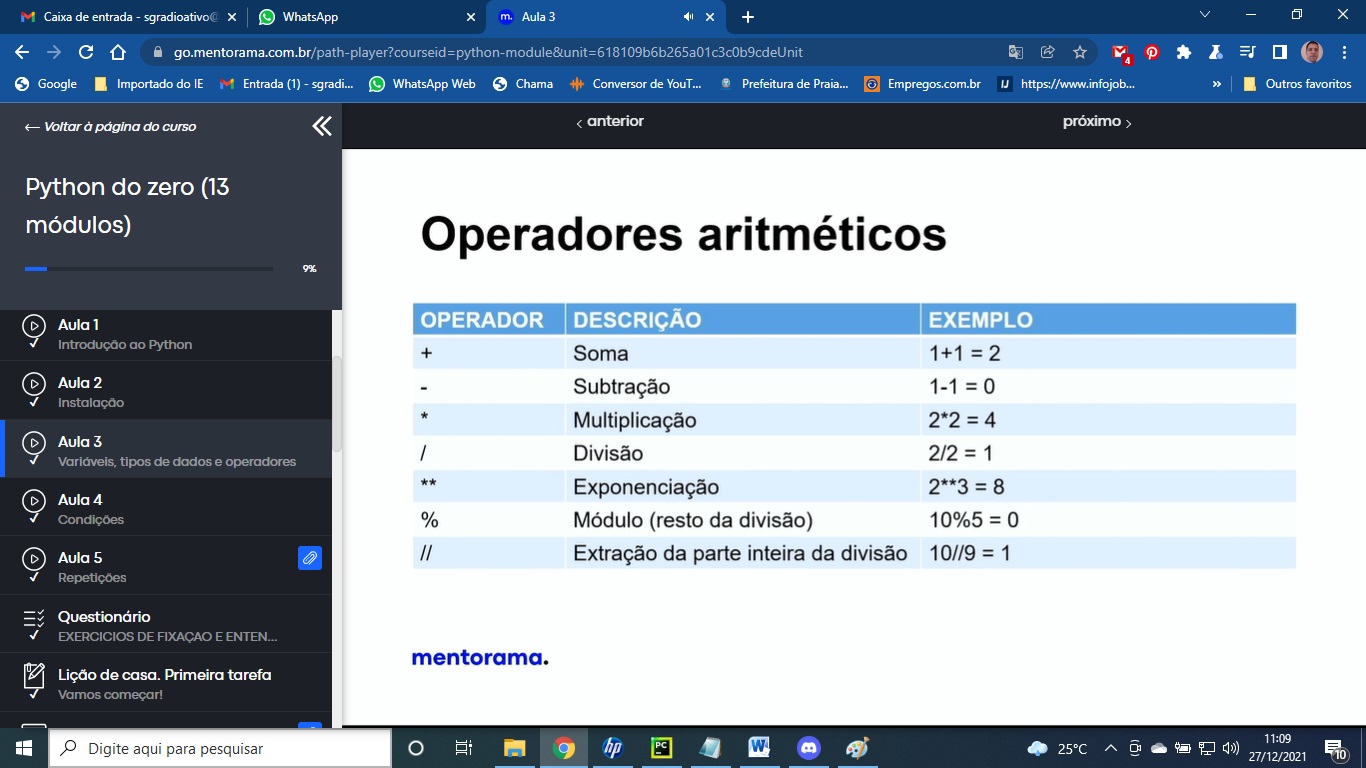 Caixa de entrada - sgradioativo@
WhatsApp
m. Aula 3
go.mentorama.com.br/path-player?courseid=python-module&unit=618109b6b265a01c3c0b9cdeUnit
4
Google
Importado do IE
Entrada (1) - sgradi...
WhatsApp Web
Chama
Conversor de YouT...
Prefeitura de Praia...
Empregos.com.br
https://www.infojob...
»
Outros favoritos
← Voltar à página do curso
‹ anterior
próximo ›
Python do zero (13
módulos)
9%
Aula 1
Introdução ao Python
Aula 2
Instalação
Aula 3
Variáveis, tipos de dados e operadores
Aula 4
Condições
Aula 5
Repetições
Questionário
EXERCICIOS DE FIXAÇAO E ENTEN...
Lição de casa. Primeira tarefa
Vamos começar!
Operadores aritméticos
OPERADOR DESCRIÇÃO EXEMPLO
+ Soma 1+1 = 2
- Subtração 1-1 = 0
* Multiplicação 2*2 = 4
/ Divisão 2/2 = 1
** Exponenciação 2**3 = 8
% Módulo (resto da divisão) 10%5 = 0
// Extração da parte inteira da divisão 10//9 = 1
mentorama.
Digite aqui para pesquisar
hp
PC
W
25°C
11:09
27/12/2021
10